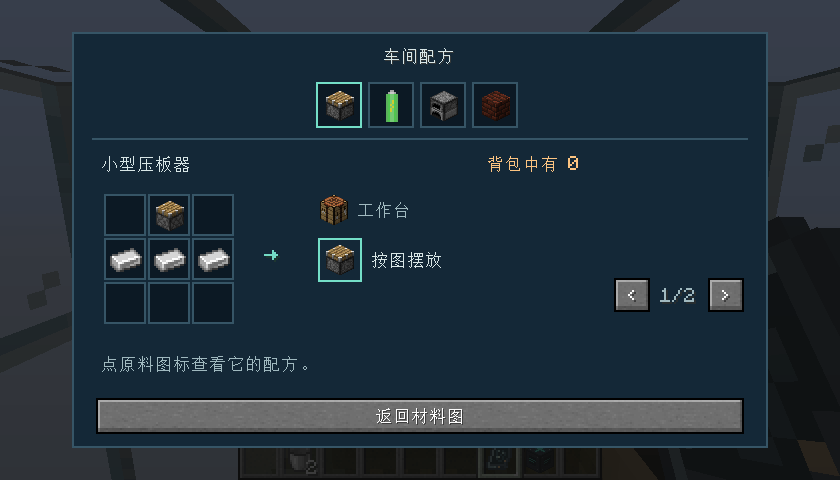 车间配方
小型压板器
背包中有 0
工作台
按图摆放
< 1/2 >
点原料图标查看它的配方。
返回材料图
2